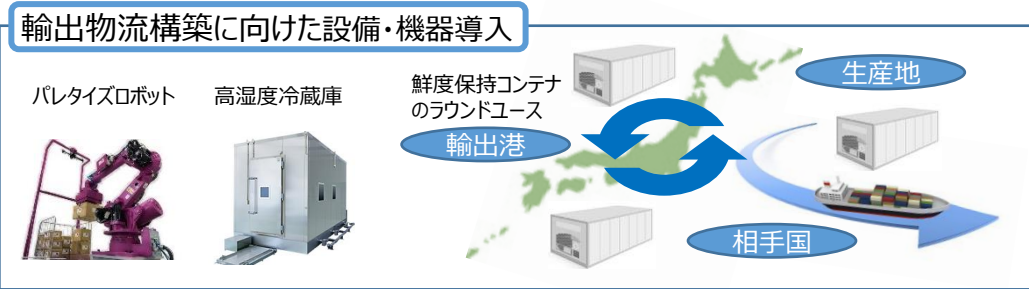 輸出物流構築に向けた設備・機器導入
パレタイズロボット
高湿度冷蔵庫
鮮度保持コンテナ
のラウンドユース
生産地
輸出港
相手国